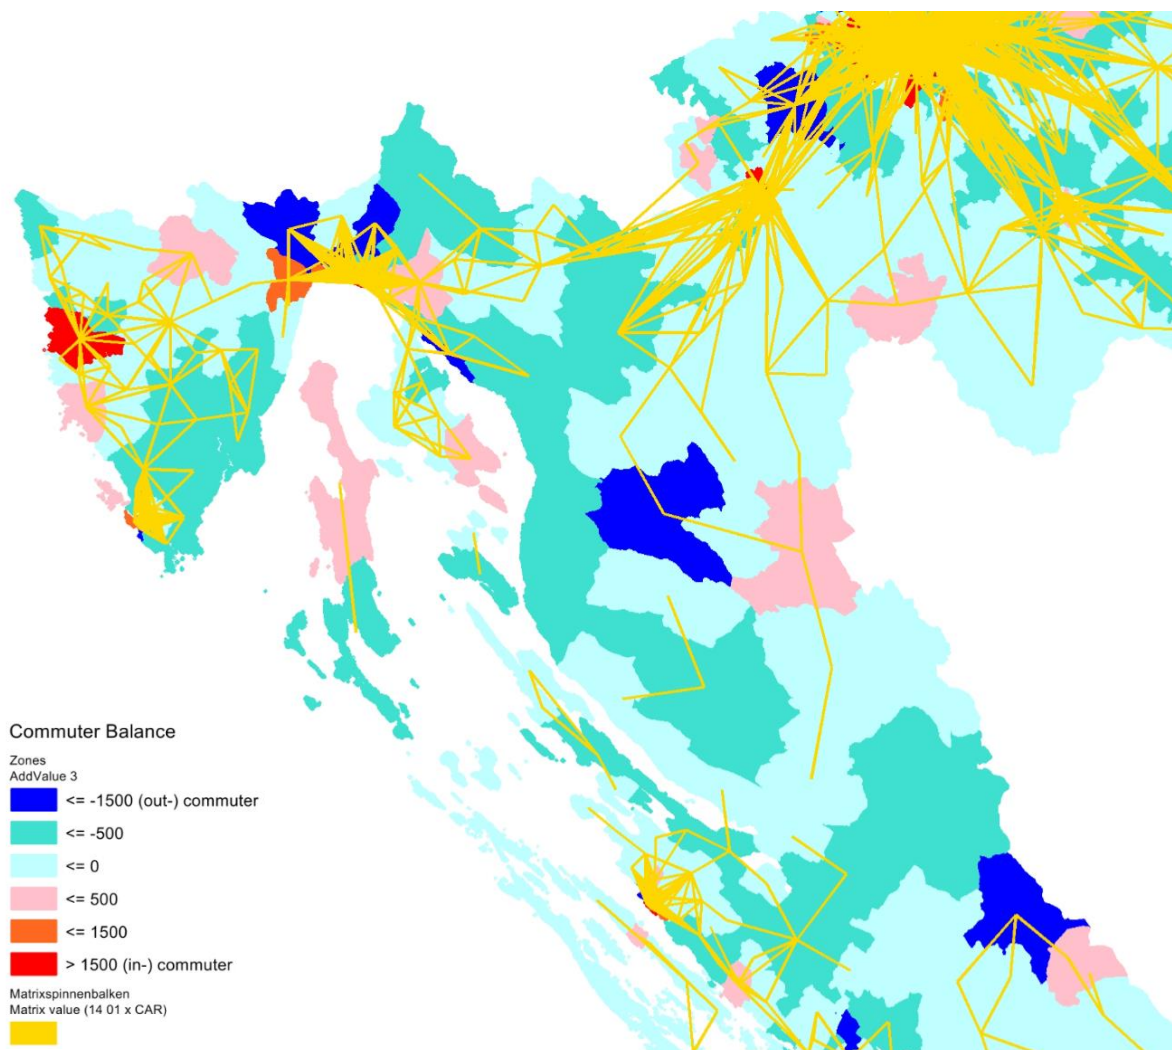 Commuter Balance
Zones
AddValue 3
<= -1500 (out-) commuter
<= -500
<= 0
<= 500
<= 1500
> 1500 (in-) commuter
Matrixspinnenbalken
Matrix value (14 01 x CAR)